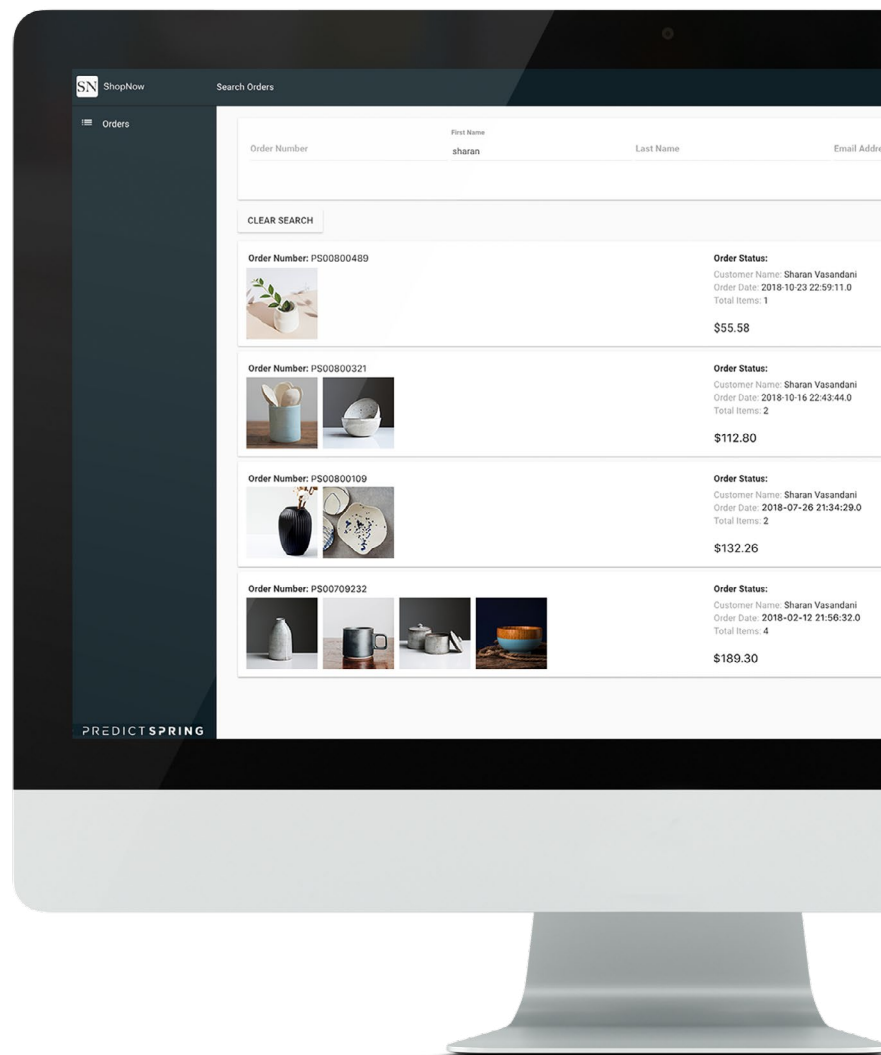 SN ShopNow
Search Orders
Orders
Order Number
First Name
sharan
Last Name
Email Addre
CLEAR SEARCH
Order Number: PS00800489
Order Status:
Customer Name: Sharan Vasandani
Order Date: 2018-10-23 22:59:11.0
Total Items: 1
$55.58
Order Number: PS00800321
Order Status:
Customer Name: Sharan Vasandani
Order Date: 2018-10-16 22:43:44.0
Total Items: 2
$112.80
Order Number: PS00800109
Order Status:
Customer Name: Sharan Vasandani
Order Date: 2018-07-26 21:34:29.0
Total Items: 2
$132.26
Order Number: PS00709232
Order Status:
Customer Name: Sharan Vasandani
Order Date: 2018-02-12 21:56:32.0
Total Items: 4
$189.30
PREDICTSPRING